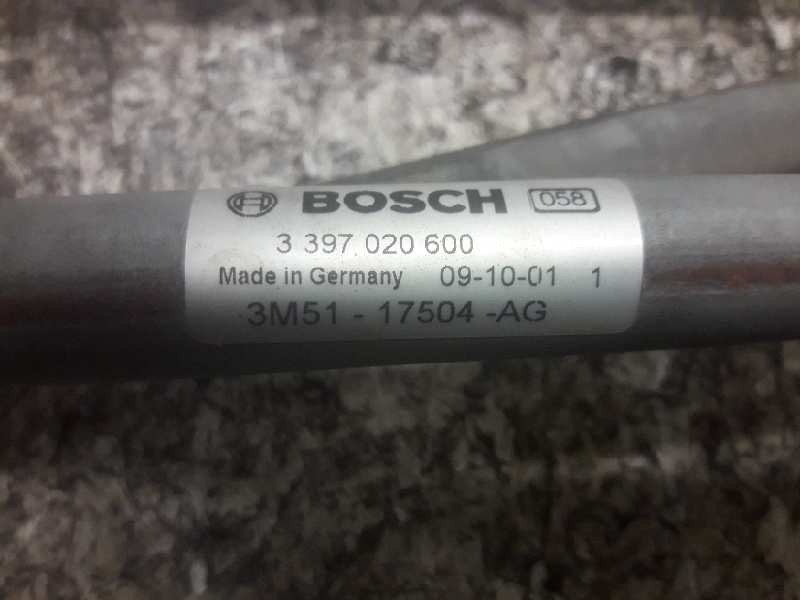 BOSCH 058
3 397 020 600
Made in Germany 09-10-01 1
3M51 - 17504 -AG